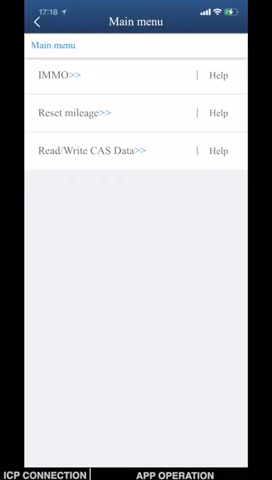 17:18
Main menu
Main menu
IMMO>> | Help
Reset mileage>> | Help
Read/Write CAS Data>> | Help
ICP CONNECTION | APP OPERATION